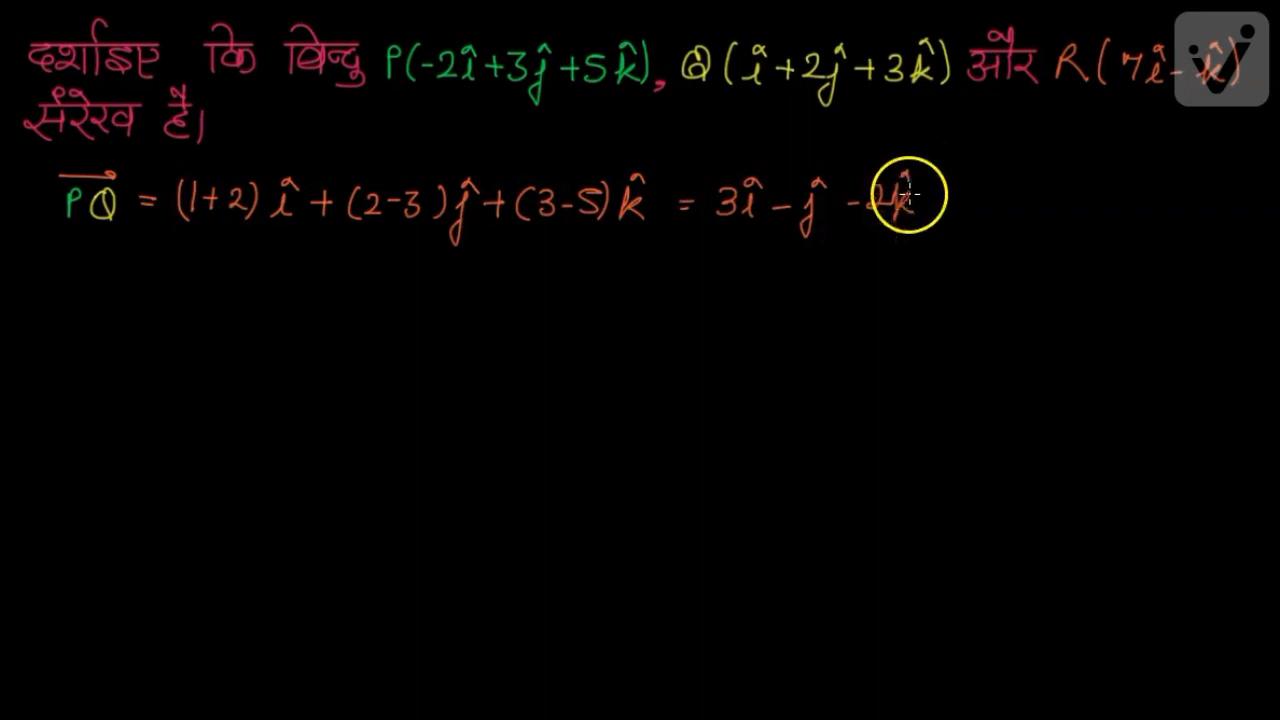 दर्शाइए कि बिन्दु P(-2î+3ĵ+5k̂), Q(î+2ĵ+3k̂) और R(7î-k̂)
संरेख है।
PQ⃗ = (1+2)î+(2-3)ĵ+(3-5)k̂ = 3î-ĵ-2k̂